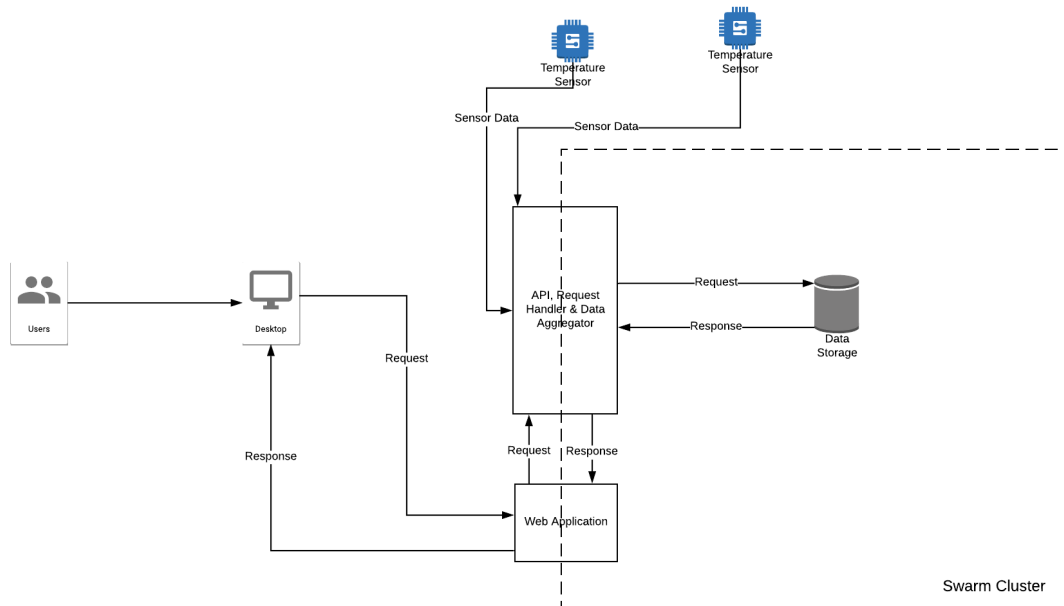 Temperature
Sensor
Temperature
Sensor
Sensor Data
Sensor Data
API, Request
Handler & Data
Aggregator
Request
Response
Data
Storage
Users
Desktop
Request
Response
Request
Response
Web Application
Swarm Cluster